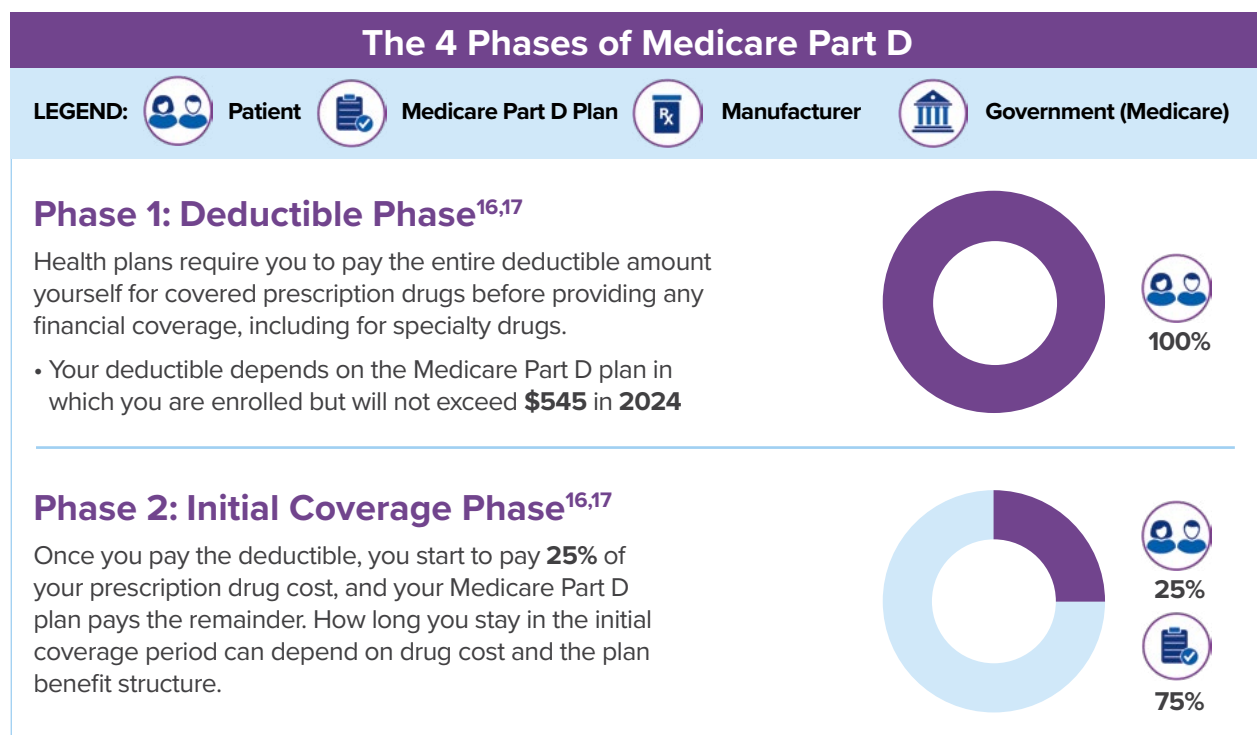 The 4 Phases of Medicare Part D
LEGEND: Patient Medicare Part D Plan Rx Manufacturer Government (Medicare)
Phase 1: Deductible Phase16,17
Health plans require you to pay the entire deductible amount
yourself for covered prescription drugs before providing any
financial coverage, including for specialty drugs.
• Your deductible depends on the Medicare Part D plan in
which you are enrolled but will not exceed $545 in 2024
100%
Phase 2: Initial Coverage Phase16,17
Once you pay the deductible, you start to pay 25% of
your prescription drug cost, and your Medicare Part D
plan pays the remainder. How long you stay in the initial
coverage period can depend on drug cost and the plan
benefit structure.
25%
75%